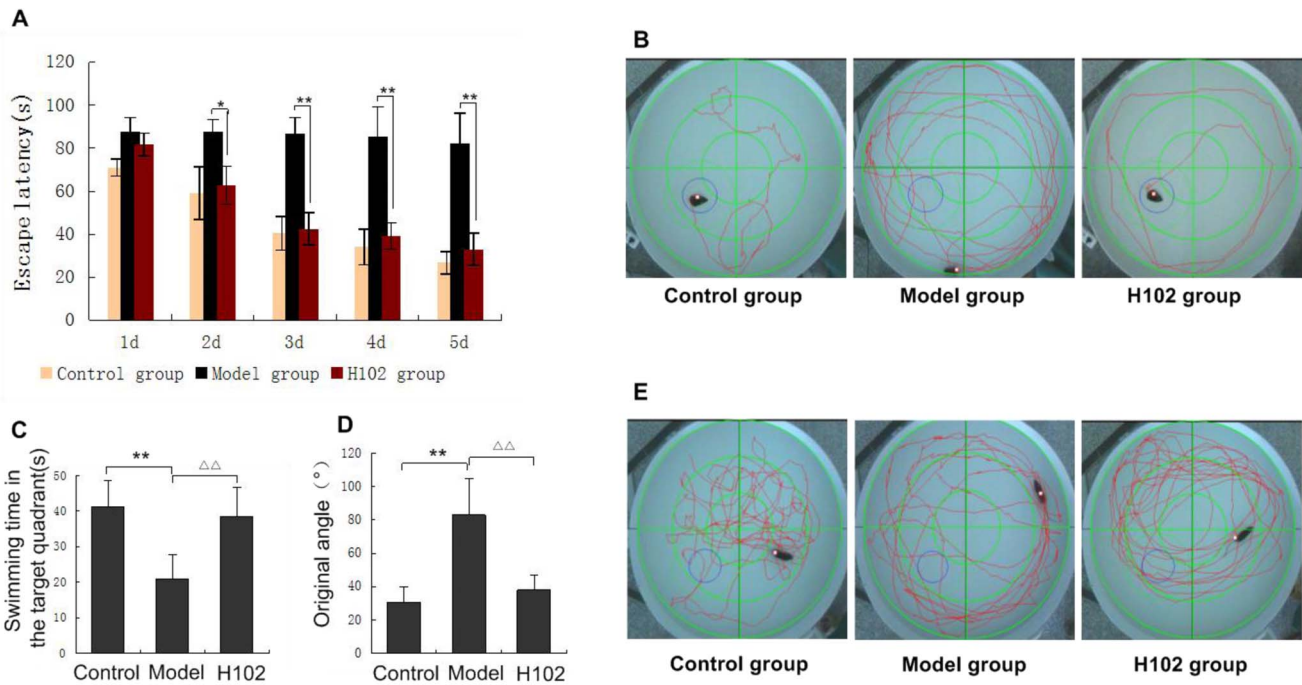 A
Escape latency(s)
120
100
80
60
40
20
0
*
**
**
**
1d 2d 3d 4d 5d
Control group Model group H102 group
B
Control group Model group H102 group
C
Swimming time in
the target quadrants(s)
50
40
30
20
10
0
**
△△
Control Model H102
D
Original angle (°)
120
100
80
60
40
20
0
**
△△
Control Model H102
E
Control group Model group H102 group